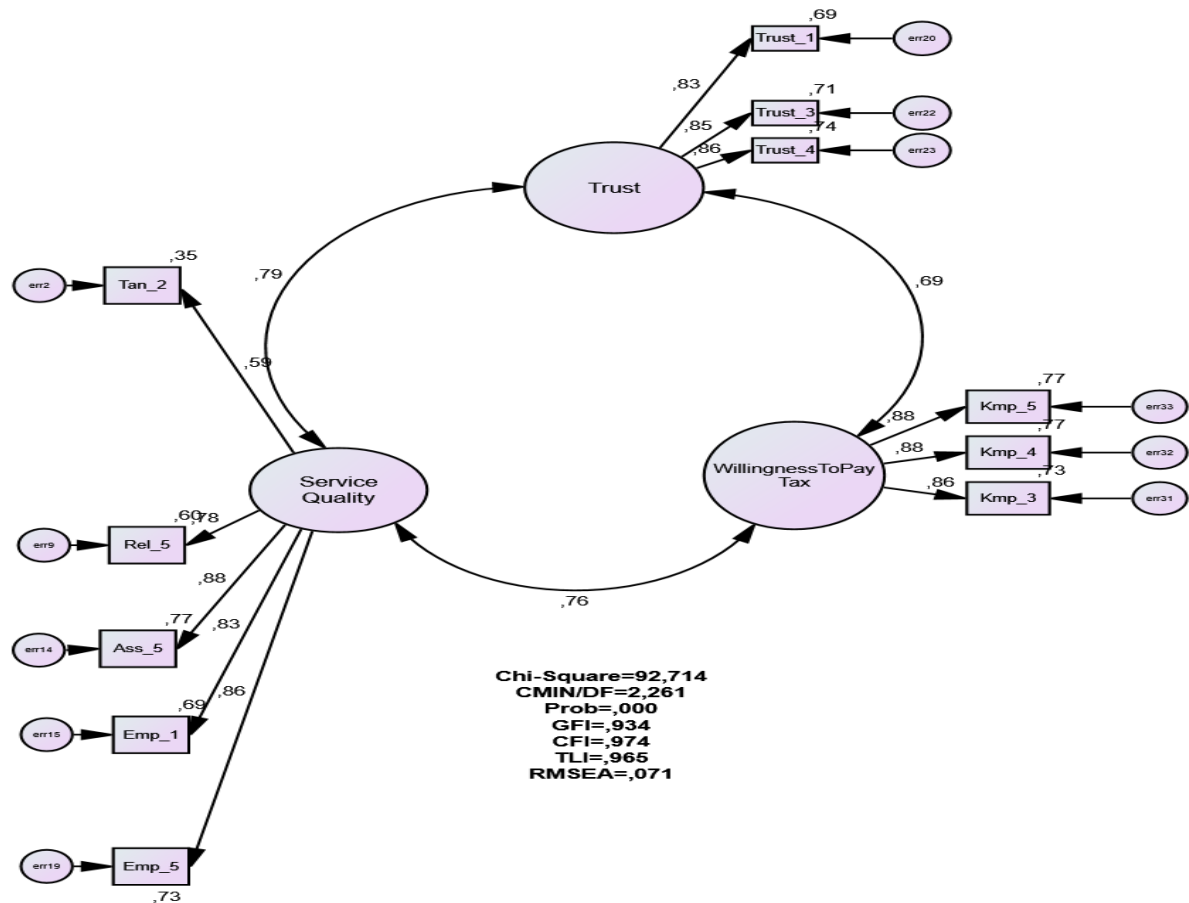 ,69
Trust_1
err20
,83
,71
Trust_3
err22
,85
,74
Trust_4
err23
,86
Trust
,79
,69
,35
err2
Tan_2
,59
Service
Quality
WillingnessToPay
Tax
,77
Kmp_5
err33
,88
,77
Kmp_4
err32
,88
,73
Kmp_3
err31
,86
,60
,78
err9
Rel_5
,88
,77
err14
Ass_5
,83
,69
err15
Emp_1
,86
err19
Emp_5
,73
,76
Chi-Square=92,714
CMIN/DF=2,261
Prob=,000
GFI=,934
CFI=,974
TLI=,965
RMSEA=,071